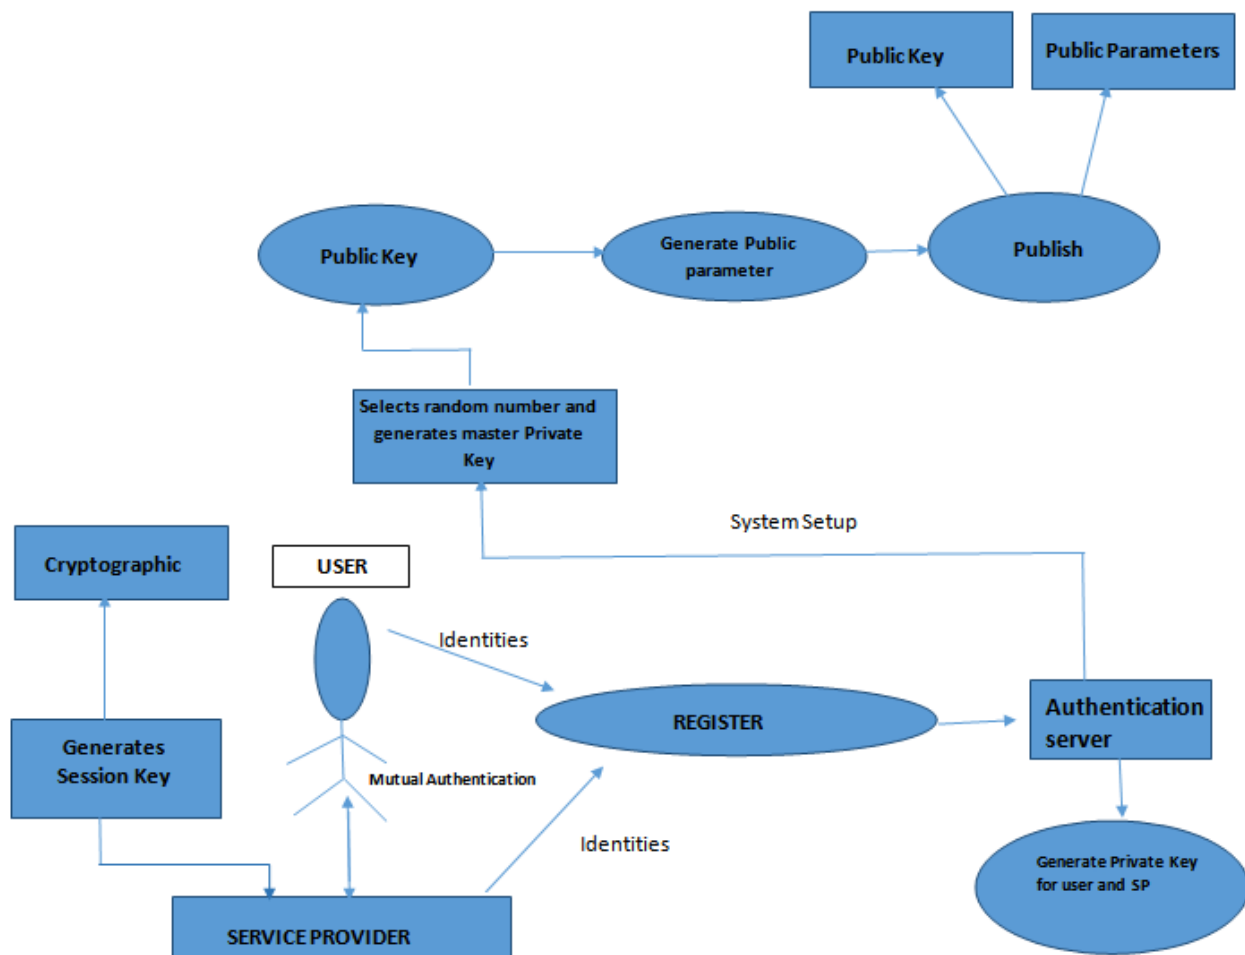 Public Key
Public Parameters
Public Key
Generate Public
parameter
Publish
Selects random number and
generates master Private
Key
System Setup
Cryptographic
USER
Identities
REGISTER
Authentication
server
Generates
Session Key
Mutual Authentication
Identities
Generate Private Key
for user and SP
SERVICE PROVIDER